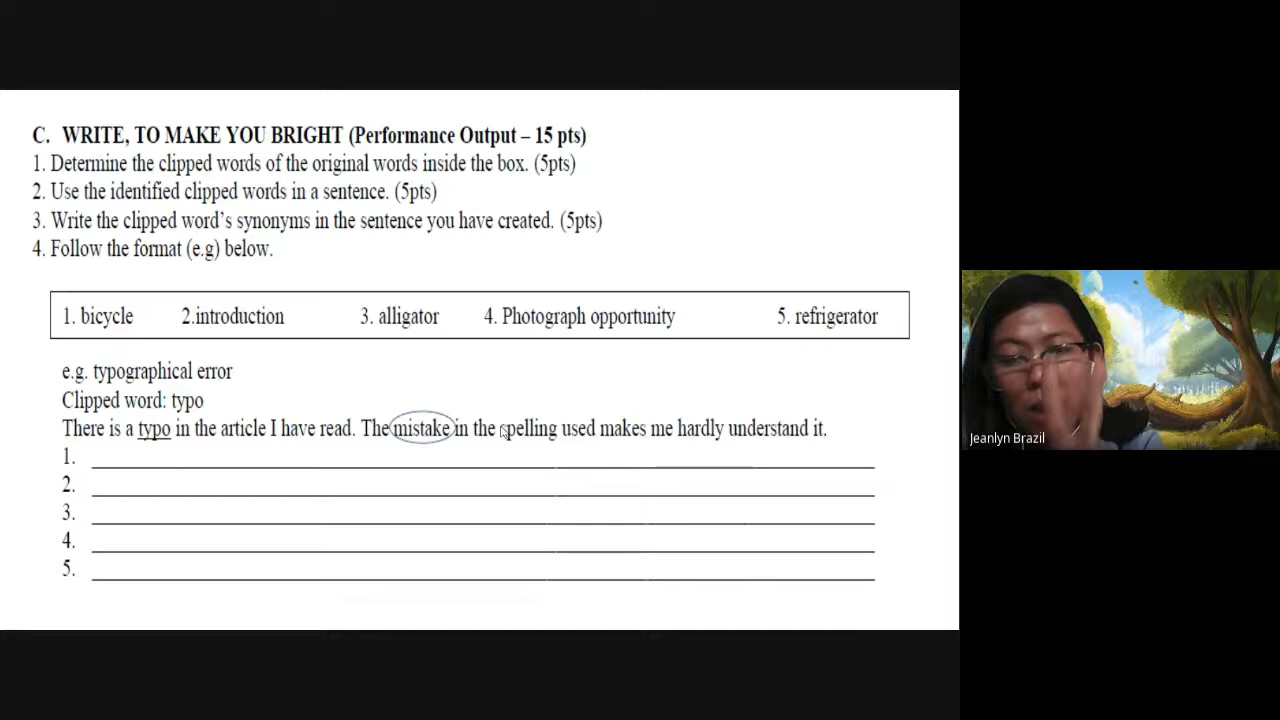 C. WRITE, TO MAKE YOU BRIGHT (Performance Output – 15 pts)
1. Determine the clipped words of the original words inside the box. (5pts)
2. Use the identified clipped words in a sentence. (5pts)
3. Write the clipped word's synonyms in the sentence you have created. (5pts)
4. Follow the format (e.g) below.
1. bicycle 2.introduction 3. alligator 4. Photograph opportunity 5. refrigerator
e.g. typographical error
Clipped word: typo
There is a typo in the article I have read. The mistake in the spelling used makes me hardly understand it.
1.
2.
3.
4.
5.
Jeanlyn Brazil